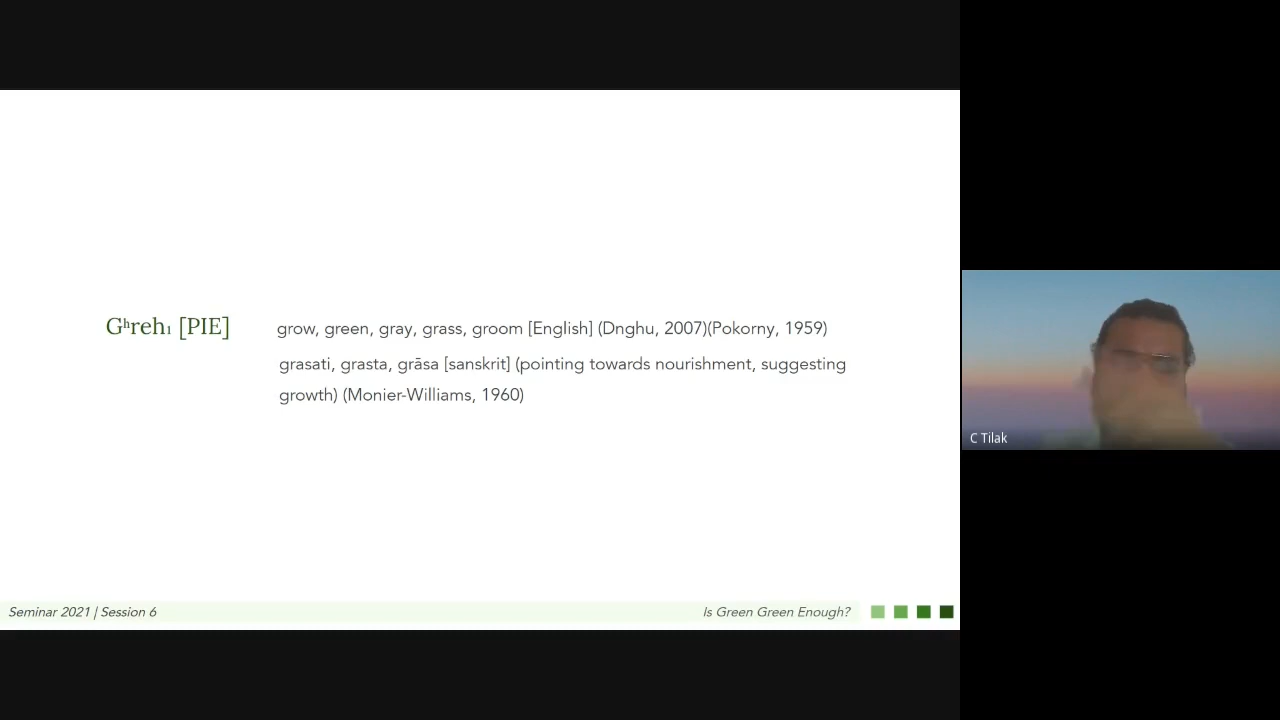 Gʰreh₁ [PIE]
grow, green, gray, grass, groom [English] (Dnghu, 2007)(Pokorny, 1959)
grasati, grasta, grāsa [sanskrit] (pointing towards nourishment, suggesting
growth) (Monier-Williams, 1960)
C Tilak
Seminar 2021 | Session 6
Is Green Green Enough?